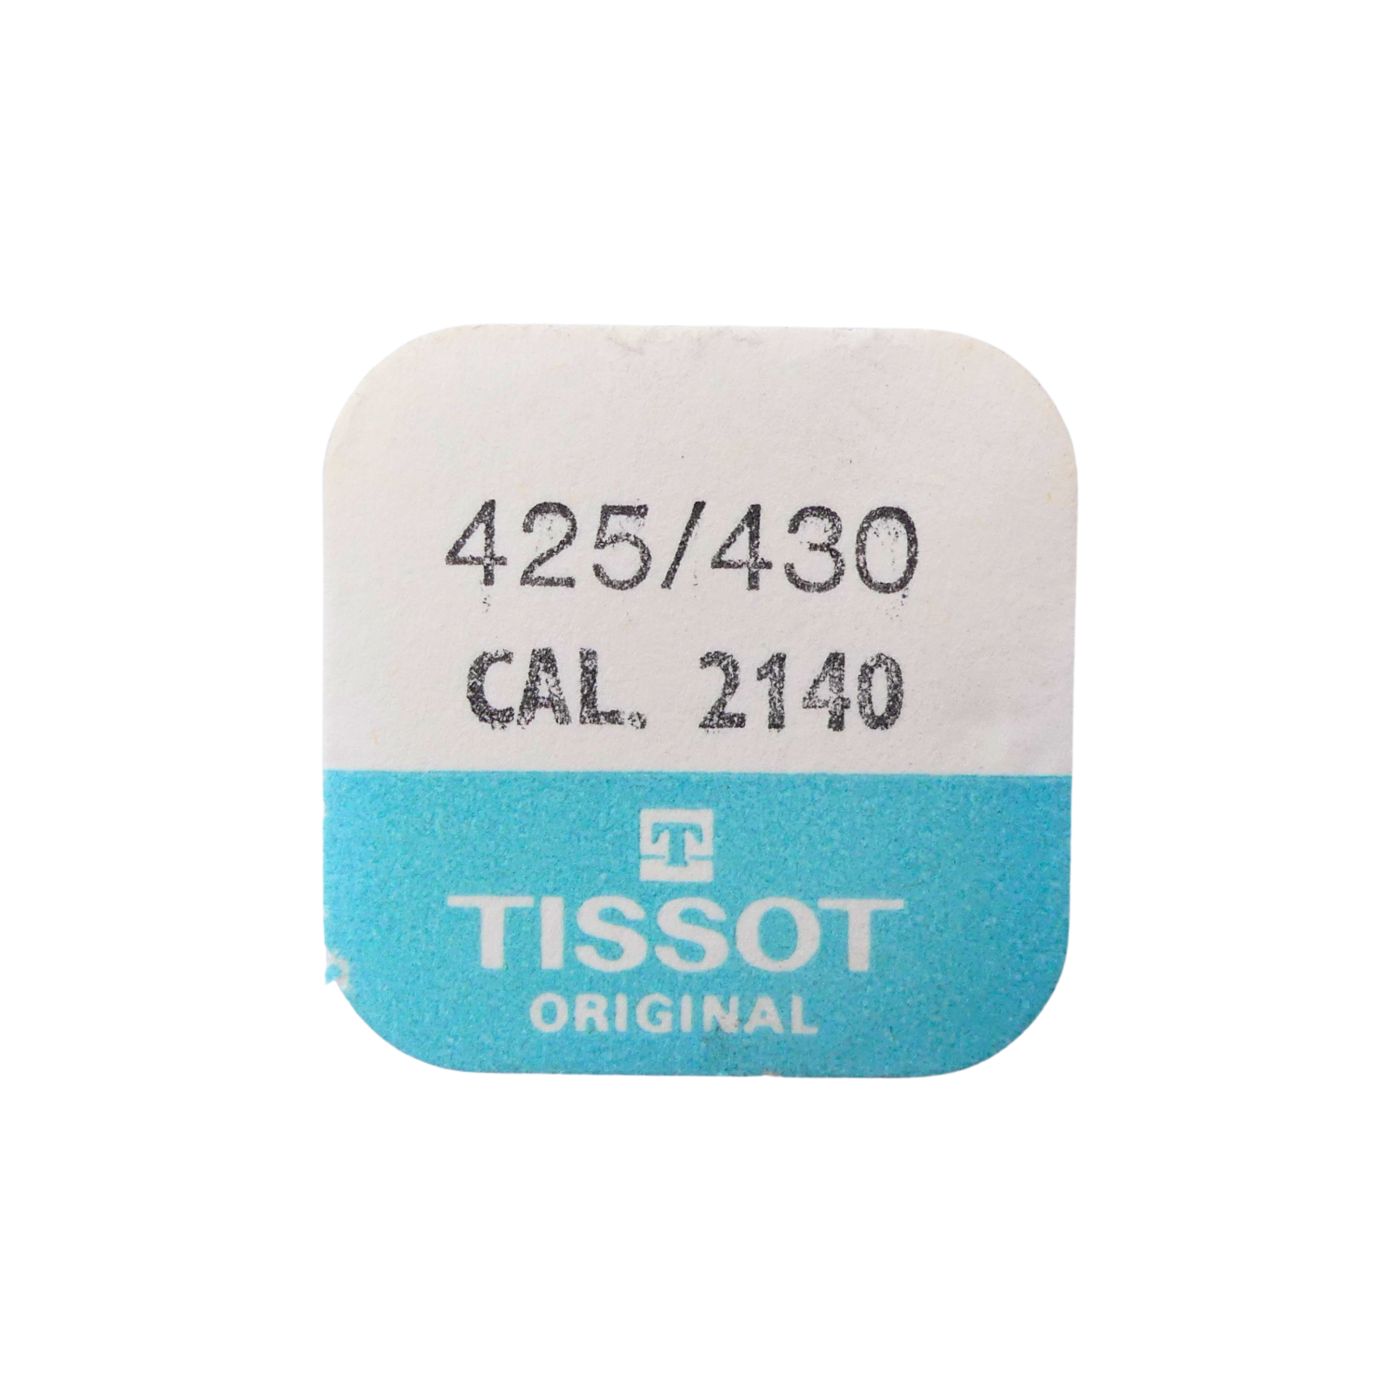 425/430
CAL. 2140
T
TISSOT
ORIGINAL